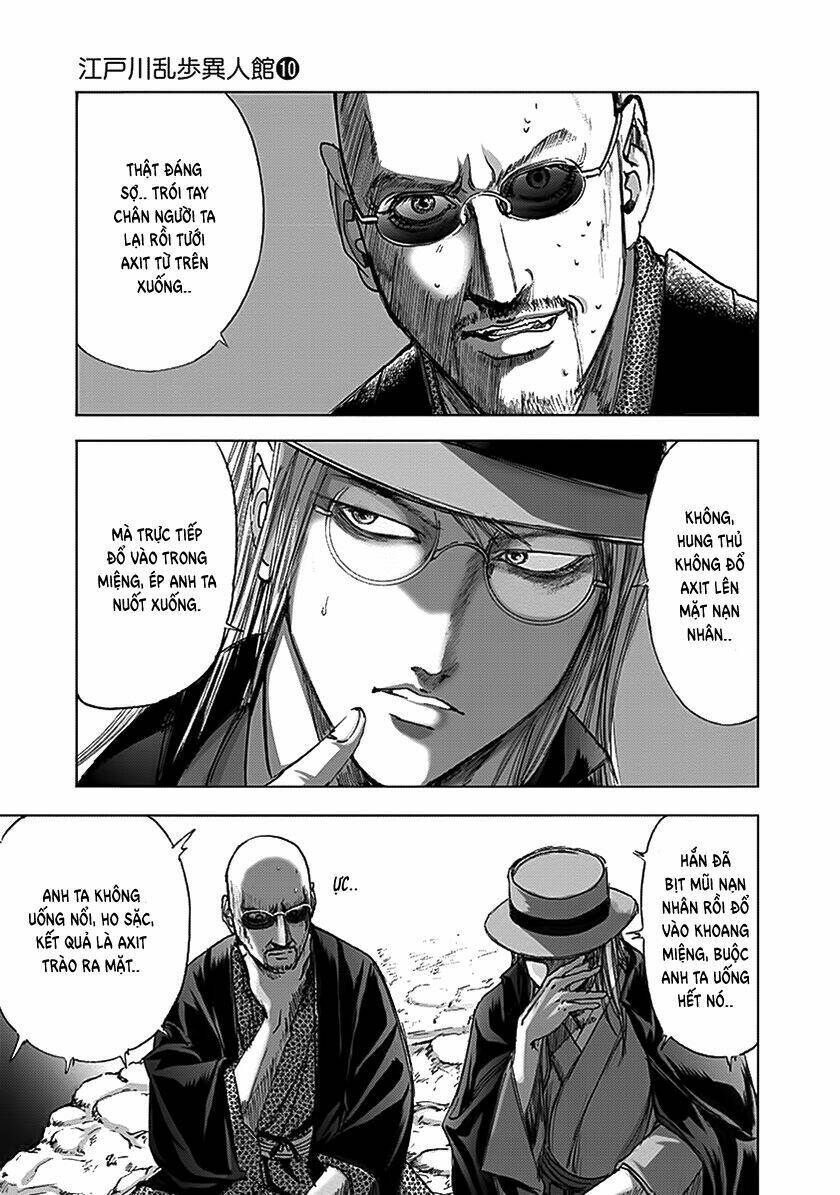 江戸川乱歩異人館❿
THẬT ĐÁNG
SỢ.. TRÓI TAY
CHÂN NGƯỜI TA
LẠI RỒI TƯỚI
AXIT TỪ TRÊN
XUỐNG..
KHÔNG,
HUNG THỦ
KHÔNG ĐỔ
AXIT LÊN
MẶT NẠN
NHÂN..
MÀ TRỰC TIẾP
ĐỔ VÀO TRONG
MIỆNG, ÉP ANH TA
NUỐT XUỐNG.
HẮN ĐÃ
BỊT MŨI NẠN
NHÂN RỒI ĐỔ
VÀO KHOANG
MIỆNG, BUỘC
ANH TA UỐNG
HẾT NÓ..
ỰC..
ANH TA KHÔNG
UỐNG NỔI, HO SẶC,
KẾT QUẢ LÀ AXIT
TRÀO RA MẶT..